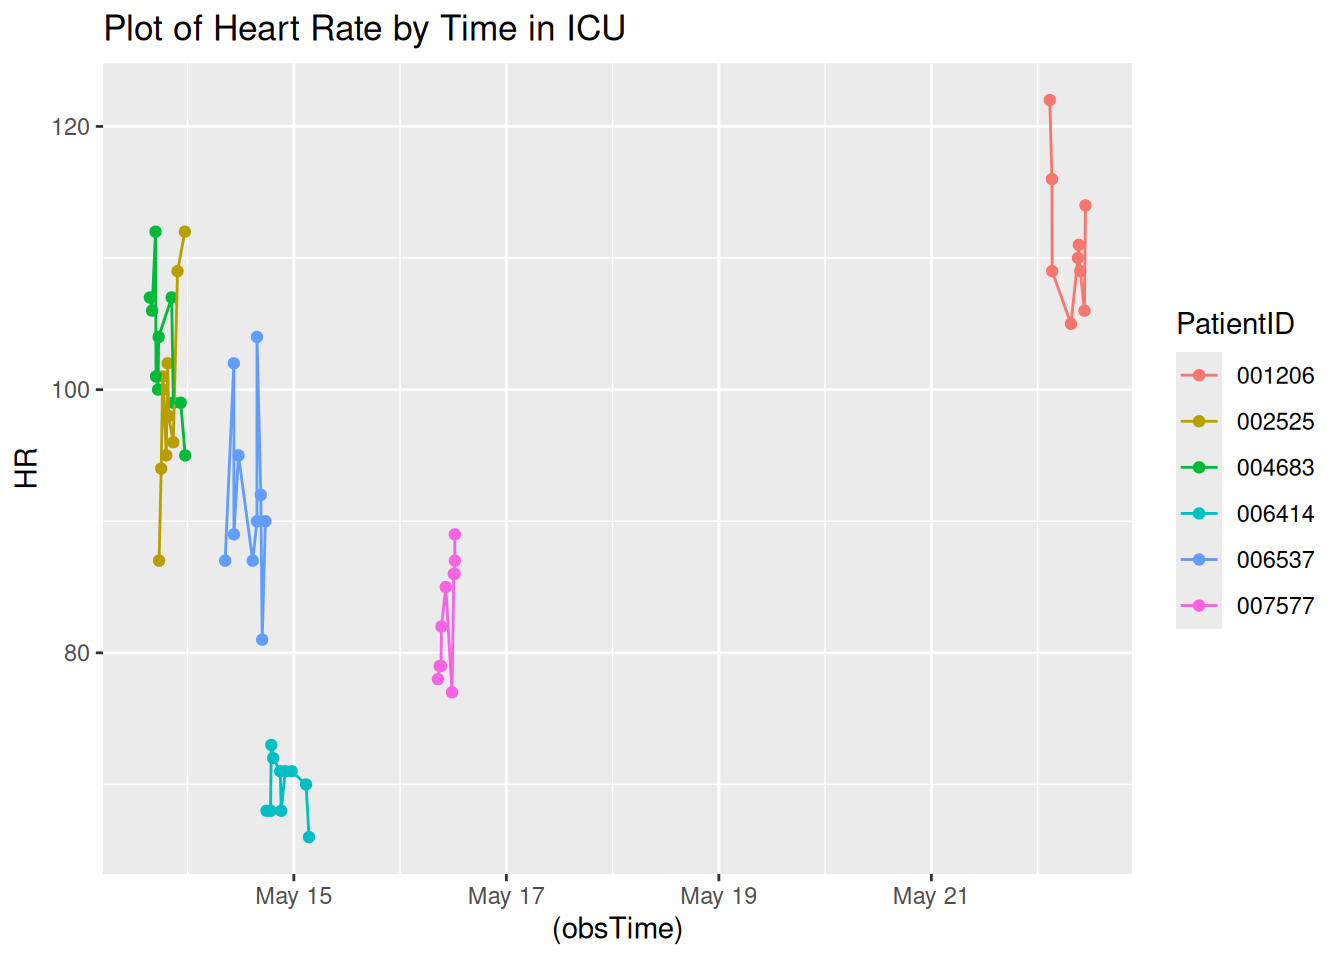 Plot of Heart Rate by Time in ICU
120
100
80
HR
May 15
May 17
May 19
May 21
(obsTime)
PatientID
001206
002525
004683
006414
006537
007577